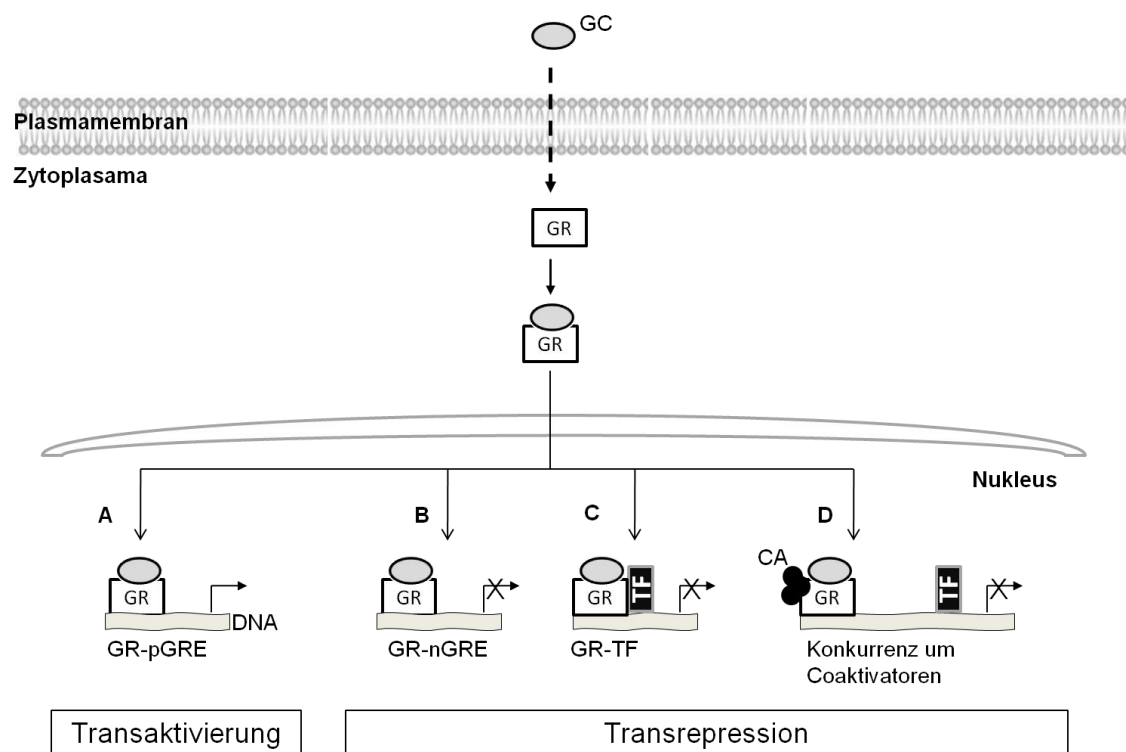 GC
Plasmamembran
Zytoplasama
GR
GR
Nukleus
A
B
C
D
CA
GR
GR
GR
TF
GR
TF
DNA
GR-pGRE
GR-nGRE
GR-TF
Konkurrenz um
Coaktivatoren
Transaktivierung
Transrepression